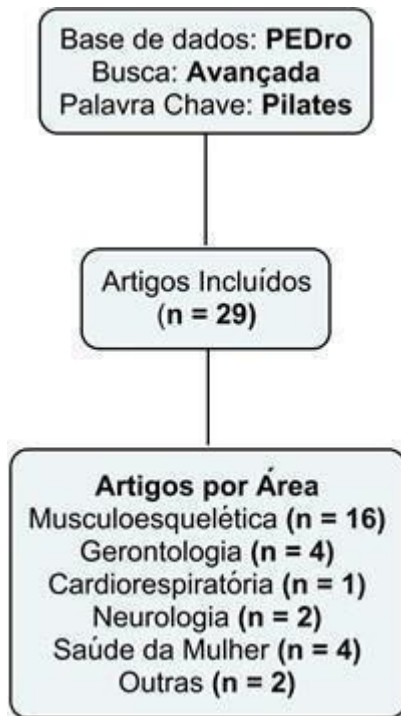 Base de dados: PEDro
Busca: Avançada
Palavra Chave: Pilates
Artigos Incluídos
(n = 29)
Artigos por Área
Musculoesquelética (n = 16)
Gerontologia (n = 4)
Cardiorespiratória (n = 1)
Neurologia (n = 2)
Saúde da Mulher (n = 4)
Outras (n = 2)